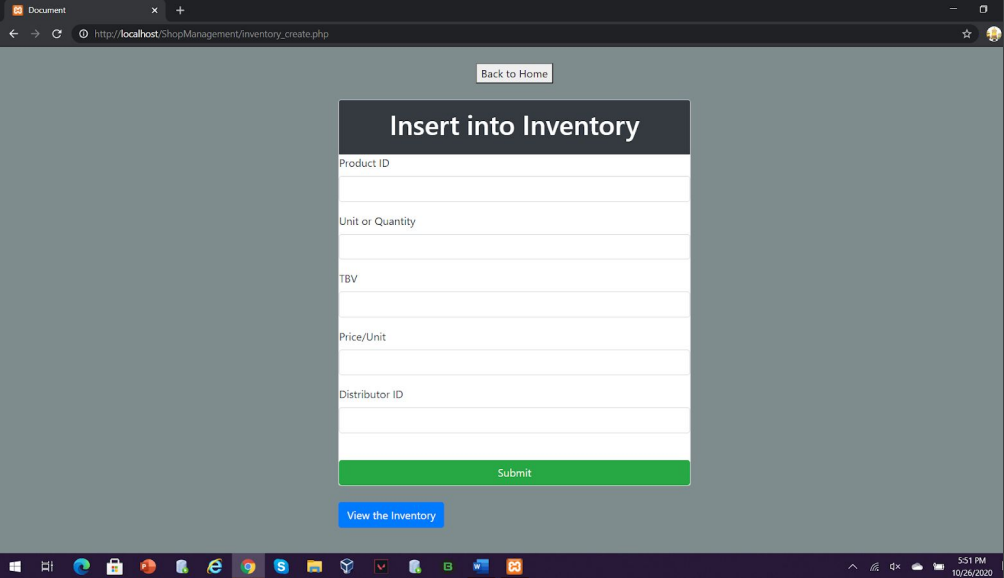 Document
http://localhost/ShopManagement/inventory_create.php
Back to Home
Insert into Inventory
Product ID
Unit or Quantity
TBV
Price/Unit
Distributor ID
Submit
View the Inventory
5:51 PM
10/26/2020